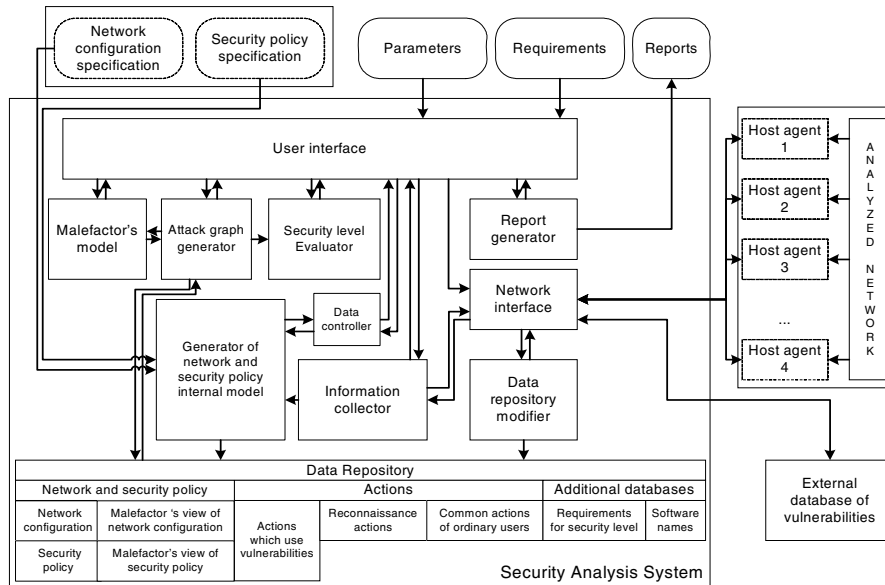 Network
configuration
specification
Security policy
specification
Parameters
Requirements
Reports
User interface
Malefactor's
model
Attack graph
generator
Security level
Evaluator
Report
generator
Network
interface
Data
controller
Generator of
network and
security policy
internal model
Information
collector
Data
repository
modifier
Host agent
1
Host agent
2
Host agent
3
...
Host agent
4
ANALYZED NETWORK
External
database of
vulnerabilities
Data Repository
Network and security policy
Actions
Additional databases
Network
configuration
Malefactor 's view of
network configuration
Actions
which use
vulnerabilities
Reconnaissance
actions
Common actions
of ordinary users
Requirements
for security level
Software
names
Security
policy
Malefactor's view of
security policy
Security Analysis System